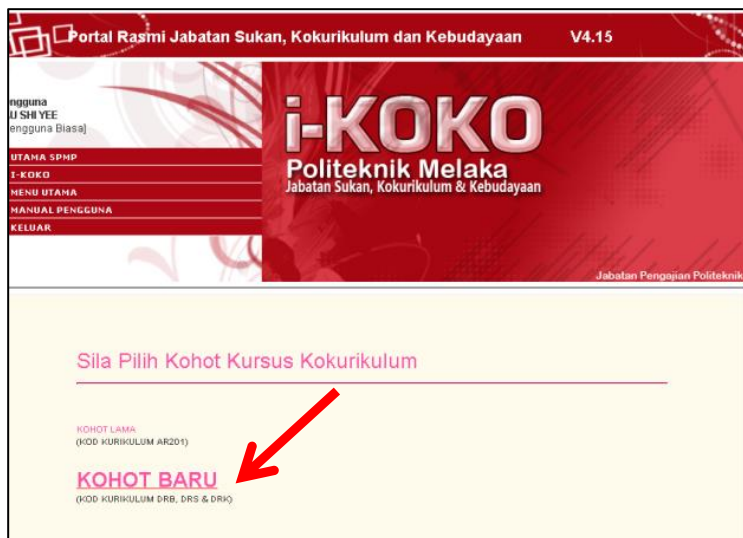 Portal Rasmi Jabatan Sukan, Kokurikulum dan Kebudayaan V4.15
ngguna
U SHI YEE
engguna Biasa]
UTAMA SPMP
I-KOKO
MENU UTAMA
MANUAL PENGGUNA
KELUAR
i-KOKO
Politeknik Melaka
Jabatan Sukan, Kokurikulum & Kebudayaan
Jabatan Pengajian Politeknik
Sila Pilih Kohot Kursus Kokurikulum
KOHOT LAMA
(KOD KURIKULUM AR201)
KOHOT BARU
(KOD KURIKULUM DRB, DRS & DRK)